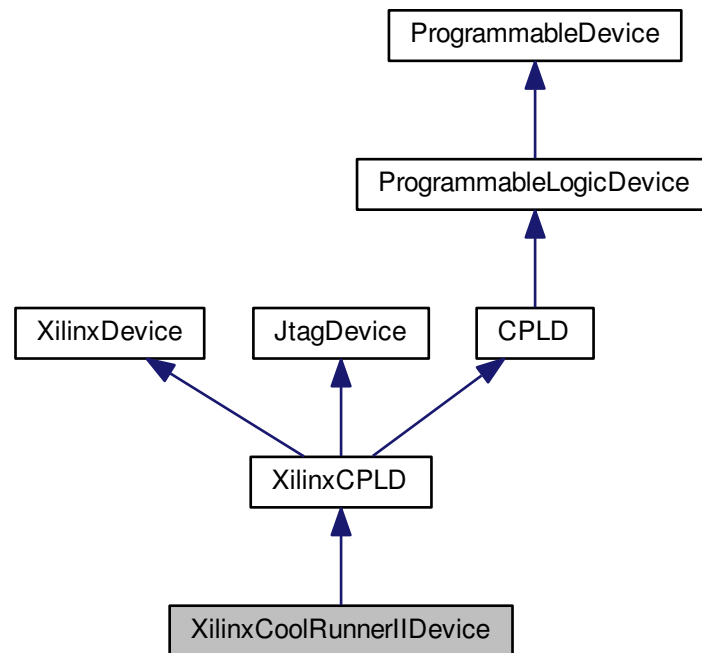 ProgrammableDevice
ProgrammableLogicDevice
XilinxDevice
JtagDevice
CPLD
XilinxCPLD
XilinxCoolRunnerIIDevice